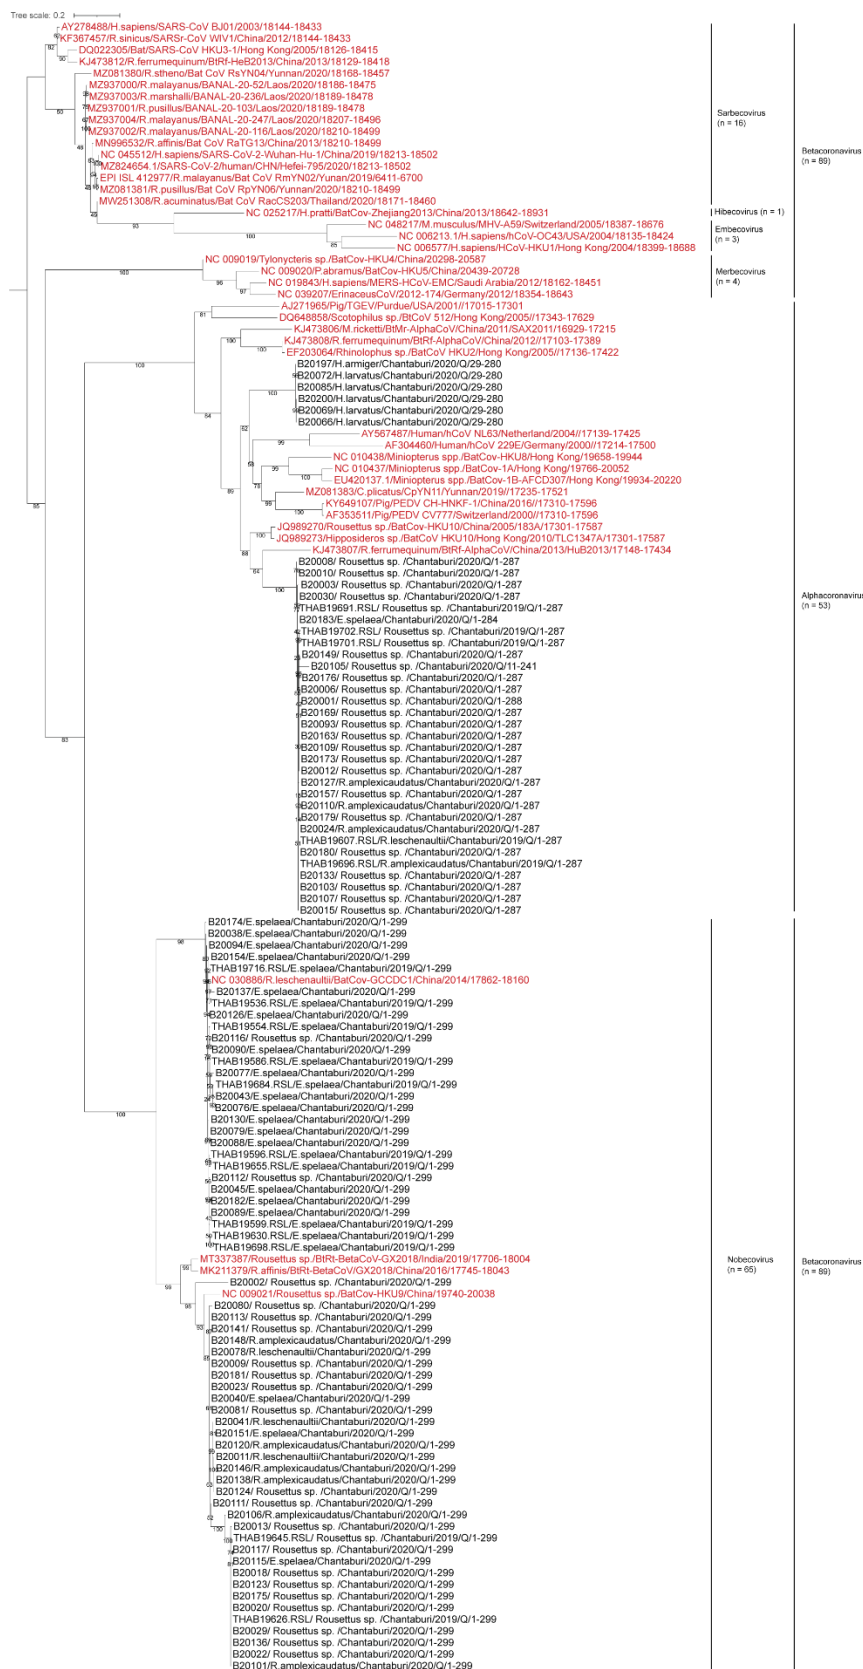 Tree scale: 0.2
AY278488/H.sapiens/SARS-CoV BJ01/2003/18144-18433
KF367457/R.sinicus/SARSr-CoV WIV1/China/2012/18144-18433
DQ022305/Bat/SARS-CoV HKU3-1/Hong Kong/2005/18126-18415
KJ473812/R.ferrumequinum/BtRf-HeB2013/China/2013/18129-18418
MZ081380/R.stheno/Bat CoV RsYN04/Yunnan/2020/18168-18457
MZ937000/R.malayanus/BANAL-20-52/Laos/2020/18186-18475
MZ937003/R.marshalli/BANAL-20-236/Laos/2020/18189-18478
MZ937001/R.pusillus/BANAL-20-103/Laos/2020/18189-18478
MZ937004/R.malayanus/BANAL-20-247/Laos/2020/18207-18496
MZ937002/R.malayanus/BANAL-20-116/Laos/2020/18210-18499
MN996532/R.affinis/BatCoV RaTG13/China/2013/18210-18499
NC 045512/H.sapiens/SARS-CoV-2-Wuhan-Hu-1/China/2019/18213-18502
MZ824654.1/SARS-CoV-2/human/CHN/Hefei-795/2020/18213-18502
EPI ISL 412977/R.malayanus/Bat CoV RmYN02/Yunan/2019/6411-6700
MZ081381/R.pusillus/Bat CoV RpYN06/Yunnan/2020/18210-18499
MW251308/R.acuminatus/Bat CoV RacCS203/Thailand/2020/18171-18460
Sarbecovirus
(n = 16)
Betacoronavirus
(n = 89)
NC 025217/H.pratti/BatCov-Zhejiang2013/China/2013/18642-18931
Hibecovirus (n = 1)
NC 048217/M.musculus/MHV-A59/Switzerland/2005/18387-18676
NC 006213.1/H.sapiens/hCoV-OC43/USA/2004/18135-18424
NC 006577/H.sapiens/HCoV-HKU1/Hong Kong/2004/18399-18688
Embecovirus
(n = 3)
NC 009019/Tylonycteris sp./BatCov-HKU4/China/20298-20587
NC 009020/P.abramus/BatCov-HKU5/China/20439-20728
NC 019843/H.sapiens/MERS-HCoV-EMC/Saudi Arabia/2012/18162-18451
NC 039207/ErinaceusCoV/2012-174/Germany/2012/18354-18643
Merbecovirus
(n = 4)
AJ271965/Pig/TGEV/Purdue/USA/2001//17015-17301
DQ648858/Scotophilus sp./BtCoV 512/Hong Kong/2005//17343-17629
KJ473806/M.ricketti/BtMr-AlphaCoV/China/2011/SAX2011/16929-17215
KJ473808/R.ferrumequinum/BtRf-AlphaCoV/China/2012//17103-17389
EF203064/Rhinolophus sp./BatCoV HKU2/Hong Kong/2005//17136-17422
B20197/H.armiger/Chantaburi/2020/Q/29-280
B20072/H.larvatus/Chantaburi/2020/Q/29-280
B20085/H.larvatus/Chantaburi/2020/Q/29-280
B20200/H.larvatus/Chantaburi/2020/Q/29-280
B20069/H.larvatus/Chantaburi/2020/Q/29-280
B20066/H.larvatus/Chantaburi/2020/Q/29-280
AY567487/Human/hCoV NL63/Netherland/2004//17139-17425
AF304460/Human/hCoV 229E/Germany/2000//17214-17500
NC 010438/Miniopterus spp./BatCov-HKU8/Hong Kong/19658-19944
NC 010437/Miniopterus spp./BatCov-1A/Hong Kong/19766-20052
EU420137.1/Miniopterus spp./BatCov-1B-AFCD307/Hong Kong/19934-20220
MZ081383/C.plicatus/CpYN11/Yunnan/2019//17235-17521
KY649107/Pig/PEDV CH-HNKF-1/China/2016//17310-17596
AF353511/Pig/PEDV CV777/Switzerland/2000//17310-17596
JQ989270/Rousettus sp./BatCov-HKU10/China/2005/183A/17301-17587
JQ989273/Hipposideros sp./BatCoV HKU10/Hong Kong/2010/TLC1347A/17301-17587
KJ473807/R.ferrumequinum/BtRf-AlphaCoV/China/2013/HuB2013/17148-17434
B20008/ Rousettus sp. /Chantaburi/2020/Q/1-287
B20010/ Rousettus sp. /Chantaburi/2020/Q/1-287
B20003/ Rousettus sp. /Chantaburi/2020/Q/1-287
B20030/ Rousettus sp. /Chantaburi/2020/Q/1-287
THAB19691.RSL/ Rousettus sp. /Chantaburi/2019/Q/1-287
B20183/E.spelaea/Chantaburi/2020/Q/1-284
THAB19702.RSL/ Rousettus sp. /Chantaburi/2019/Q/1-287
THAB19701.RSL/ Rousettus sp. /Chantaburi/2019/Q/1-287
B20149/ Rousettus sp. /Chantaburi/2020/Q/1-287
B20105/ Rousettus sp. /Chantaburi/2020/Q/11-241
B20176/ Rousettus sp. /Chantaburi/2020/Q/1-287
B20006/ Rousettus sp. /Chantaburi/2020/Q/1-287
B20001/ Rousettus sp. /Chantaburi/2020/Q/1-288
B20169/ Rousettus sp. /Chantaburi/2020/Q/1-287
B20093/ Rousettus sp. /Chantaburi/2020/Q/1-287
B20163/ Rousettus sp. /Chantaburi/2020/Q/1-287
B20109/ Rousettus sp. /Chantaburi/2020/Q/1-287
B20173/ Rousettus sp. /Chantaburi/2020/Q/1-287
B20012/ Rousettus sp. /Chantaburi/2020/Q/1-287
B20127/R.amplexicaudatus/Chantaburi/2020/Q/1-287
B20157/ Rousettus sp. /Chantaburi/2020/Q/1-287
B20110/R.amplexicaudatus/Chantaburi/2020/Q/1-287
B20179/ Rousettus sp. /Chantaburi/2020/Q/1-287
B20024/R.amplexicaudatus/Chantaburi/2020/Q/1-287
THAB19607.RSL/R.leschenaultii/Chantaburi/2019/Q/1-287
B20180/ Rousettus sp. /Chantaburi/2020/Q/1-287
THAB19696.RSL/R.amplexicaudatus/Chantaburi/2019/Q/1-287
B20133/ Rousettus sp. /Chantaburi/2020/Q/1-287
B20103/ Rousettus sp. /Chantaburi/2020/Q/1-287
B20107/ Rousettus sp. /Chantaburi/2020/Q/1-287
B20015/ Rousettus sp. /Chantaburi/2020/Q/1-287
Alphacoronavirus
(n = 53)
B20174/E.spelaea/Chantaburi/2020/Q/1-299
B20038/E.spelaea/Chantaburi/2020/Q/1-299
B20094/E.spelaea/Chantaburi/2020/Q/1-299
B20154/E.spelaea/Chantaburi/2020/Q/1-299
THAB19716.RSL/E.spelaea/Chantaburi/2019/Q/1-299
NC 030886/R.leschenaultii/BatCov-GCCDC1/China/2014/17862-18160
B20137/E.spelaea/Chantaburi/2020/Q/1-299
THAB19536.RSL/E.spelaea/Chantaburi/2019/Q/1-299
B20126/E.spelaea/Chantaburi/2020/Q/1-299
THAB19554.RSL/E.spelaea/Chantaburi/2019/Q/1-299
B20116/ Rousettus sp. /Chantaburi/2020/Q/1-299
B20090/E.spelaea/Chantaburi/2020/Q/1-299
THAB19586.RSL/E.spelaea/Chantaburi/2019/Q/1-299
B20077/E.spelaea/Chantaburi/2020/Q/1-299
THAB19684.RSL/E.spelaea/Chantaburi/2019/Q/1-299
B20043/E.spelaea/Chantaburi/2020/Q/1-299
B20076/E.spelaea/Chantaburi/2020/Q/1-299
B20130/E.spelaea/Chantaburi/2020/Q/1-299
B20079/E.spelaea/Chantaburi/2020/Q/1-299
B20088/E.spelaea/Chantaburi/2020/Q/1-299
THAB19596.RSL/E.spelaea/Chantaburi/2019/Q/1-299
THAB19655.RSL/E.spelaea/Chantaburi/2019/Q/1-299
B20112/ Rousettus sp. /Chantaburi/2020/Q/1-299
B20045/E.spelaea/Chantaburi/2020/Q/1-299
B20182/E.spelaea/Chantaburi/2020/Q/1-299
B20089/E.spelaea/Chantaburi/2020/Q/1-299
THAB19599.RSL/E.spelaea/Chantaburi/2019/Q/1-299
THAB19630.RSL/E.spelaea/Chantaburi/2019/Q/1-299
THAB19698.RSL/E.spelaea/Chantaburi/2019/Q/1-299
MT337387/Rousettus sp./BtRt-BetaCoV-GX2018/India/2019/17706-18004
MK211379/R.affinis/BtRt-BetaCoV/GX2018/China/2016/17745-18043
B20002/ Rousettus sp. /Chantaburi/2020/Q/1-299
NC 009021/Rousettus sp./BatCov-HKU9/China/19740-20038
B20080/ Rousettus sp. /Chantaburi/2020/Q/1-299
B20113/ Rousettus sp. /Chantaburi/2020/Q/1-299
B20141/ Rousettus sp. /Chantaburi/2020/Q/1-299
B20148/R.amplexicaudatus/Chantaburi/2020/Q/1-299
B20078/R.leschenaultii/Chantaburi/2020/Q/1-299
B20009/ Rousettus sp. /Chantaburi/2020/Q/1-299
B20181/ Rousettus sp. /Chantaburi/2020/Q/1-299
B20023/ Rousettus sp. /Chantaburi/2020/Q/1-299
B20040/E.spelaea/Chantaburi/2020/Q/1-299
B20081/ Rousettus sp. /Chantaburi/2020/Q/1-299
B20041/R.leschenaultii/Chantaburi/2020/Q/1-299
B20151/E.spelaea/Chantaburi/2020/Q/1-299
B20120/R.amplexicaudatus/Chantaburi/2020/Q/1-299
B20011/R.leschenaultii/Chantaburi/2020/Q/1-299
B20146/R.amplexicaudatus/Chantaburi/2020/Q/1-299
B20138/R.amplexicaudatus/Chantaburi/2020/Q/1-299
B20124/ Rousettus sp. /Chantaburi/2020/Q/1-299
B20111/ Rousettus sp. /Chantaburi/2020/Q/1-299
B20106/R.amplexicaudatus/Chantaburi/2020/Q/1-299
B20013/ Rousettus sp. /Chantaburi/2020/Q/1-299
THAB19645.RSL/ Rousettus sp. /Chantaburi/2019/Q/1-299
B20117/ Rousettus sp. /Chantaburi/2020/Q/1-299
B20115/E.spelaea/Chantaburi/2020/Q/1-299
B20018/ Rousettus sp. /Chantaburi/2020/Q/1-299
B20123/ Rousettus sp. /Chantaburi/2020/Q/1-299
B20175/ Rousettus sp. /Chantaburi/2020/Q/1-299
B20020/ Rousettus sp. /Chantaburi/2020/Q/1-299
THAB19626.RSL/ Rousettus sp. /Chantaburi/2019/Q/1-299
B20029/ Rousettus sp. /Chantaburi/2020/Q/1-299
B20136/ Rousettus sp. /Chantaburi/2020/Q/1-299
B20022/ Rousettus sp. /Chantaburi/2020/Q/1-299
B20101/R.amplexicaudatus/Chantaburi/2020/Q/1-299
Nobecovirus
(n = 65)
Betacoronavirus
(n = 89)